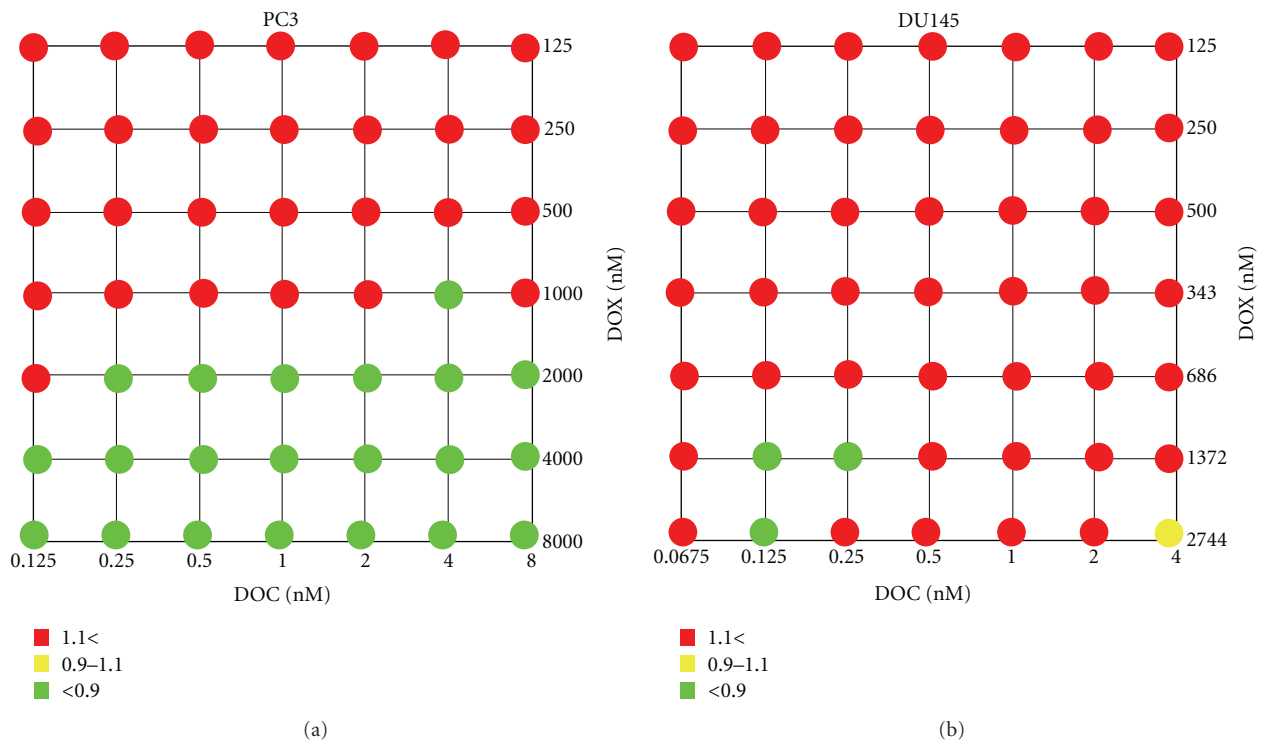 PC3
125
250
500
1000
2000
4000
8000
DOX (nM)
0.125 0.25 0.5 1 2 4 8
DOC (nM)
1.1<
0.9–1.1
<0.9
(a)
DU145
125
250
500
343
686
1372
2744
DOX (nM)
0.0675 0.125 0.25 0.5 1 2 4
DOC (nM)
1.1<
0.9–1.1
<0.9
(b)